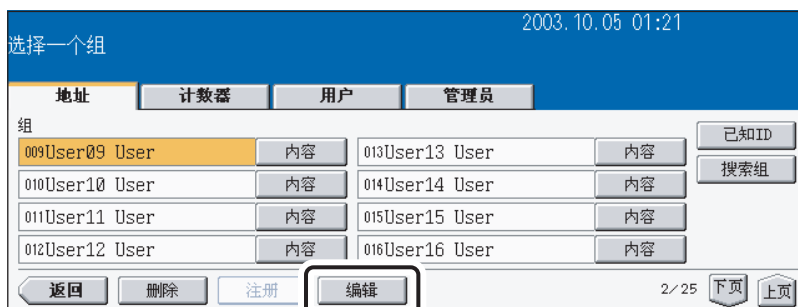 2003.10.05 01:21
选择一个组
地址 计数器 用户 管理员
组 已知ID
009User09 User 内容 013User13 User 内容
搜索组
010User10 User 内容 014User14 User 内容
011User11 User 内容 015User15 User 内容
012User12 User 内容 016User16 User 内容
返回 删除 注册 编辑 2/25 下页 上页